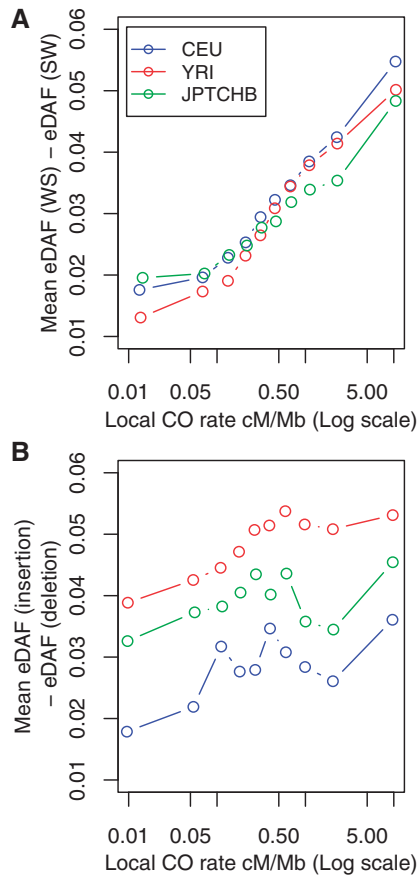 A
Mean eDAF (WS) – eDAF (SW)
0.06
0.05
0.04
0.03
0.02
0.01
CEU
YRI
JPTCHB
0.01 0.05 0.50 5.00
Local CO rate cM/Mb (Log scale)
B
Mean eDAF (insertion)
– eDAF (deletion)
0.06
0.05
0.04
0.03
0.02
0.01
0.01 0.05 0.50 5.00
Local CO rate cM/Mb (Log scale)